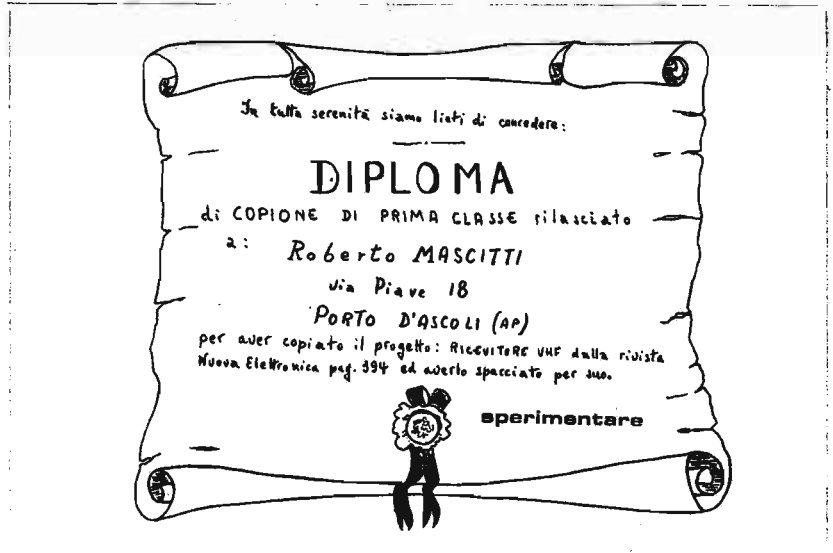 In tutta serenità siamo lieti di concedere:
DIPLOMA
di COPIONE DI PRIMA CLASSE rilasciato
a:
Roberto MASCITTI
via Piave 18
PORTO D'ASCOLI (AP)
per aver copiato il progetto: RICEVITORE VHF dalla rivista
Nuova Elettronica pag. 394 ed averlo spacciato per suo.
sperimentare